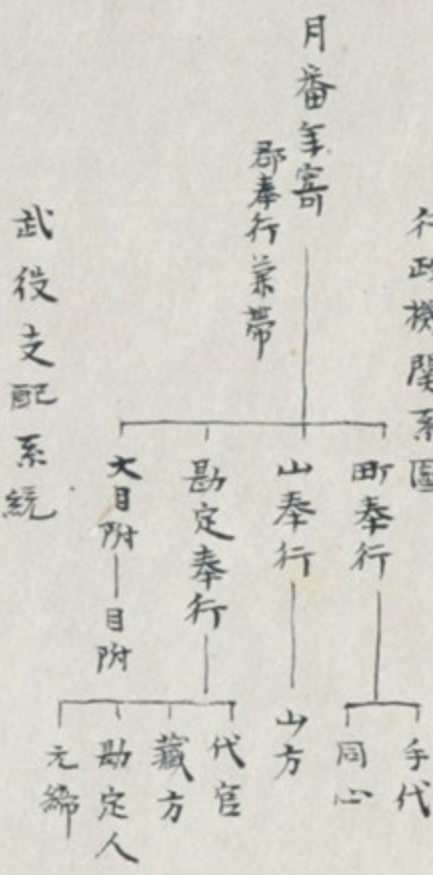 行政機関系圖
月番年寄
郡奉行兼帯
町奉行
手代
同心
山奉行
山方
勘定奉行
代官
藏方
勘定人
元締
大目附
目附
武役支配系統